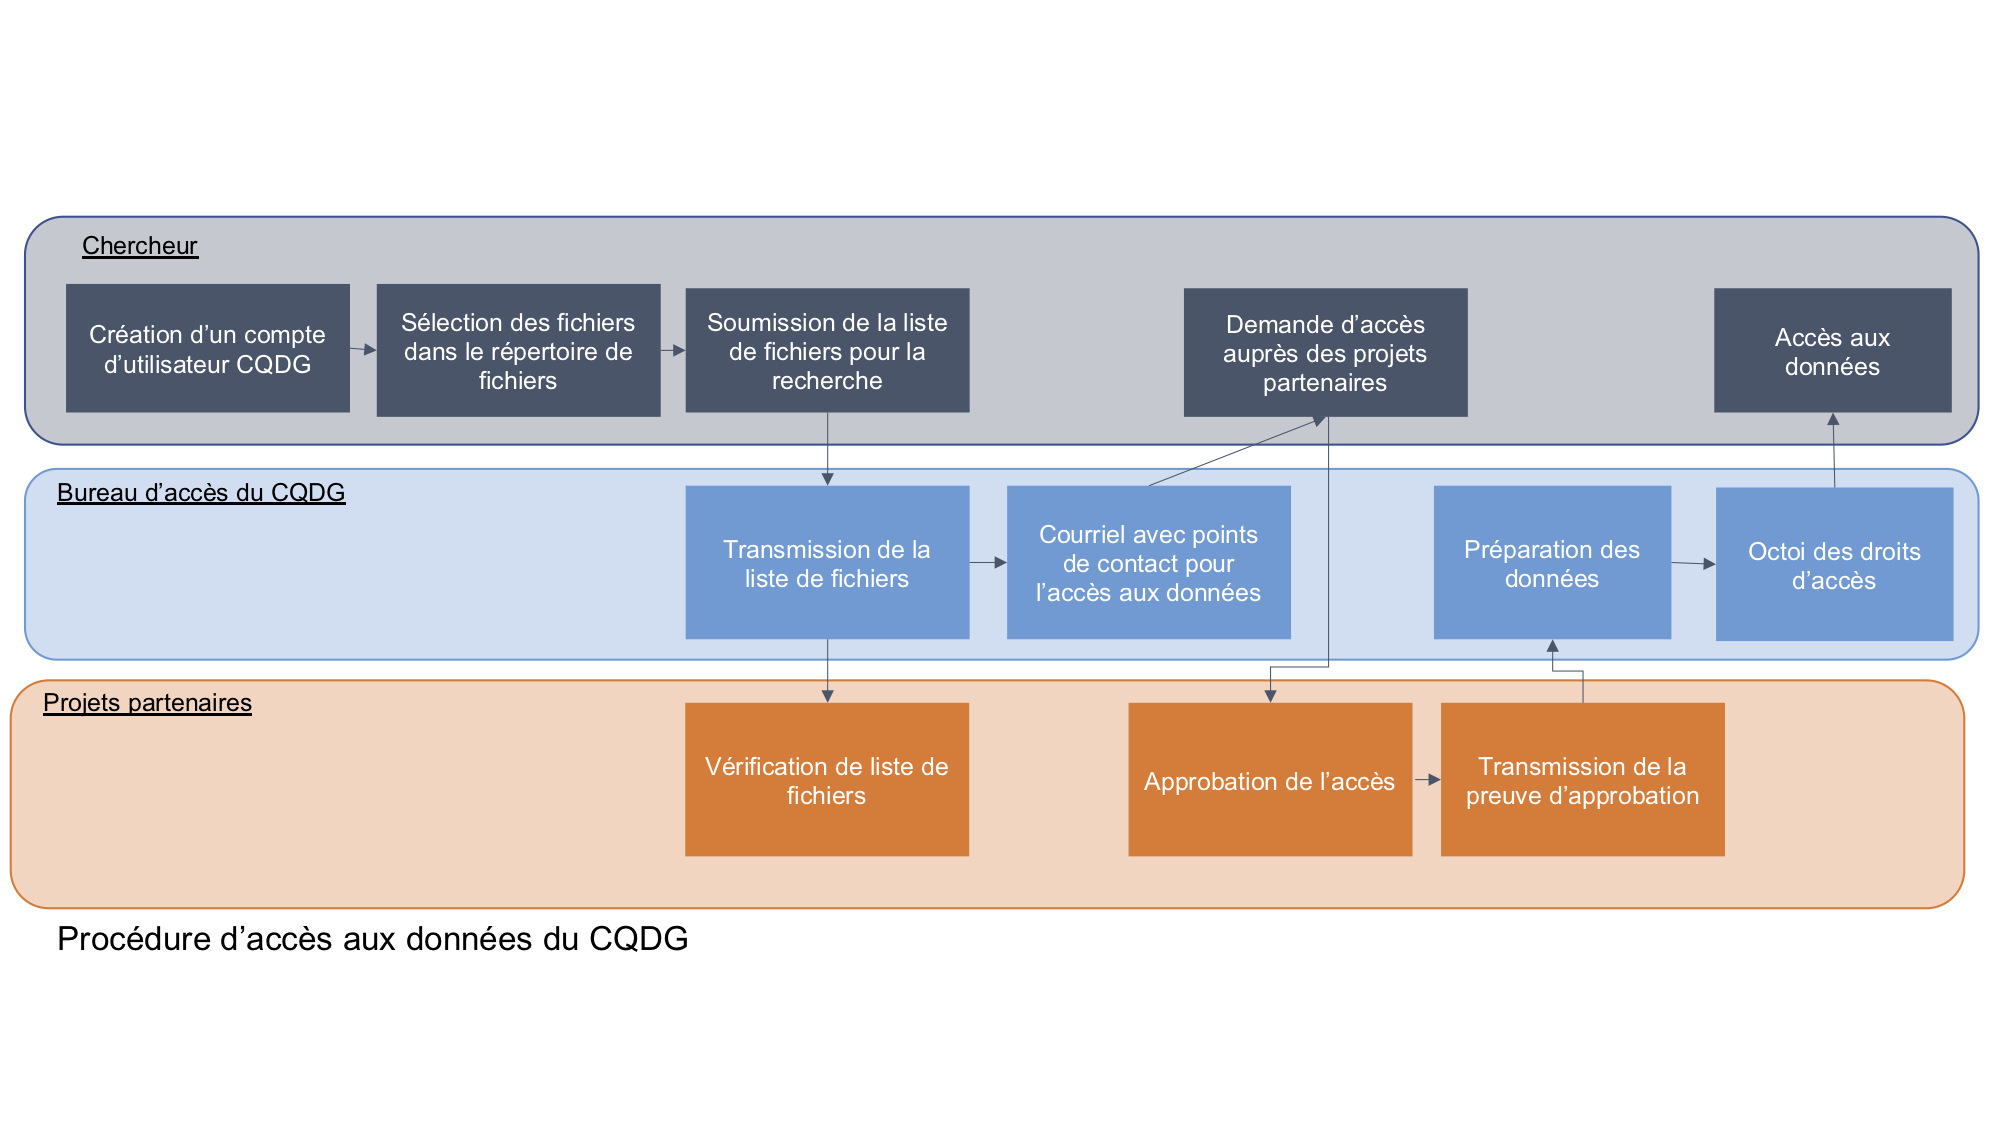 Chercheur
Création d’un compte
d’utilisateur CQDG
Sélection des fichiers
dans le répertoire de
fichiers
Soumission de la liste
de fichiers pour la
recherche
Demande d’accès
auprès des projets
partenaires
Accès aux
données
Bureau d’accès du CQDG
Transmission de la
liste de fichiers
Courriel avec points
de contact pour
l’accès aux données
Préparation des
données
Octoi des droits
d’accès
Projets partenaires
Vérification de liste de
fichiers
Approbation de l’accès
Transmission de la
preuve d’approbation
Procédure d’accès aux données du CQDG